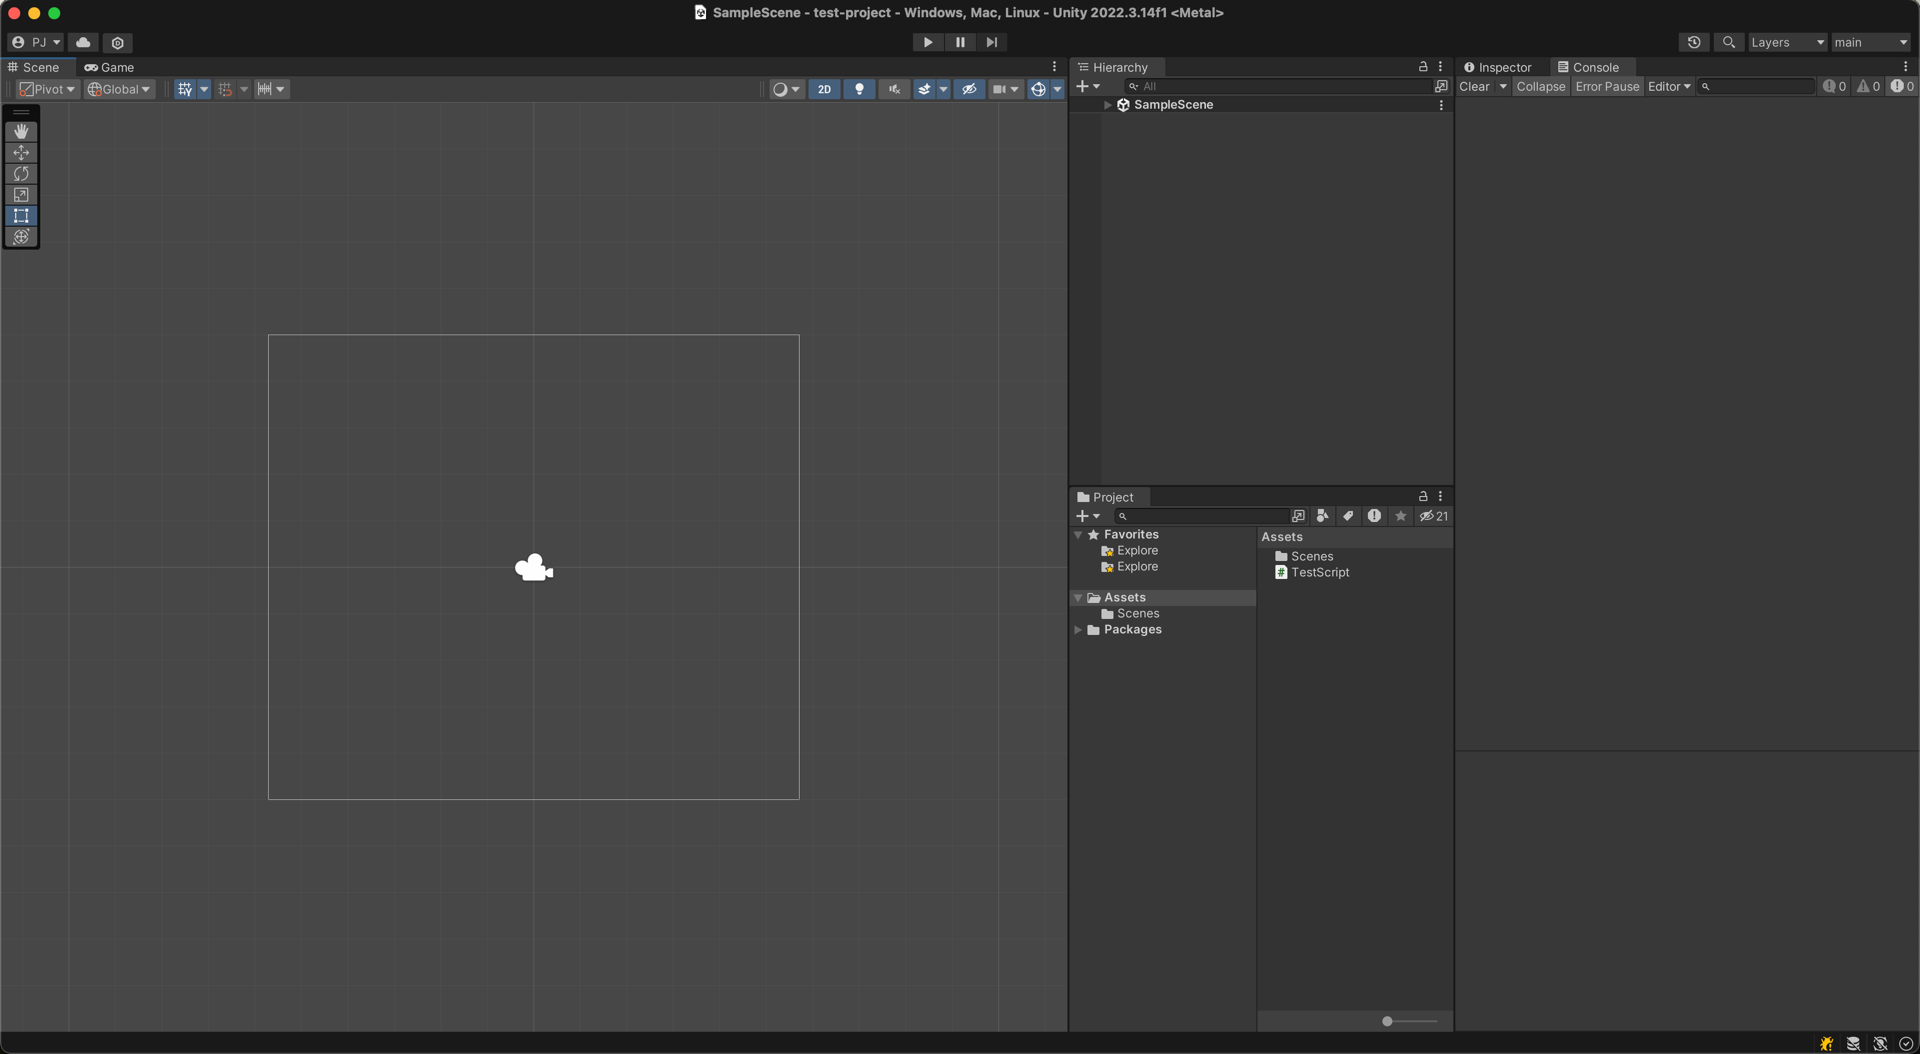 SampleScene - test-project - Windows, Mac, Linux - Unity 2022.3.14f1 <Metal>
PJ
Layers
main
Scene
Game
Pivot
Global
2D
Hierarchy
All
SampleScene
Project
21
Favorites
Explore
Explore
Assets
Scenes
Packages
Assets
Scenes
TestScript
Inspector
Console
Clear
Collapse
Error Pause
Editor
0
0
0